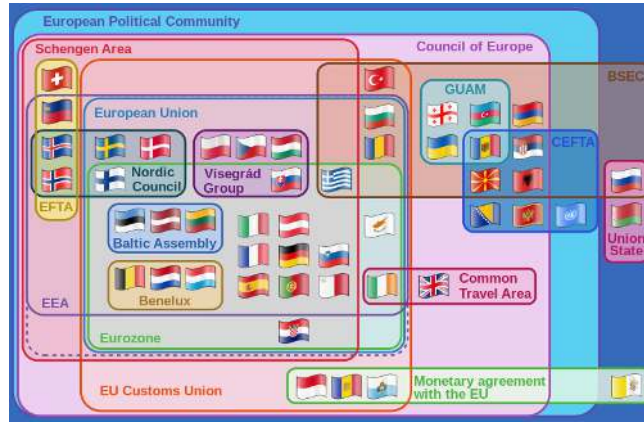 European Political Community
Schengen Area
Council of Europe
BSEC
GUAM
European Union
CEFTA
Nordic
Council
Visegrád
Group
EFTA
Union
State
Baltic Assembly
Benelux
Common
Travel Area
EEA
Eurozone
EU Customs Union
Monetary agreement
with the EU